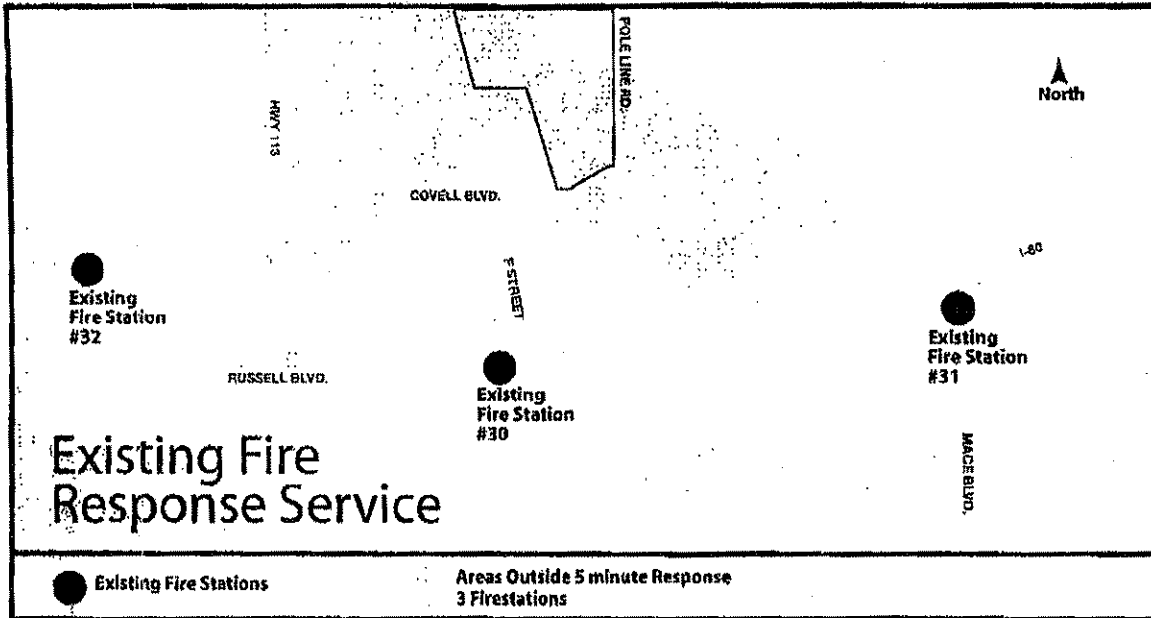 POLE LINE RD.
North
HWY 113
COVELL BLVD.
I-80
F STREET
Existing
Fire Station
#32
Existing
Fire Station
#31
RUSSELL BLVD.
Existing
Fire Station
#30
MACE BLVD.
Existing Fire
Response Service
Existing Fire Stations
Areas Outside 5 minute Response
3 Firestations